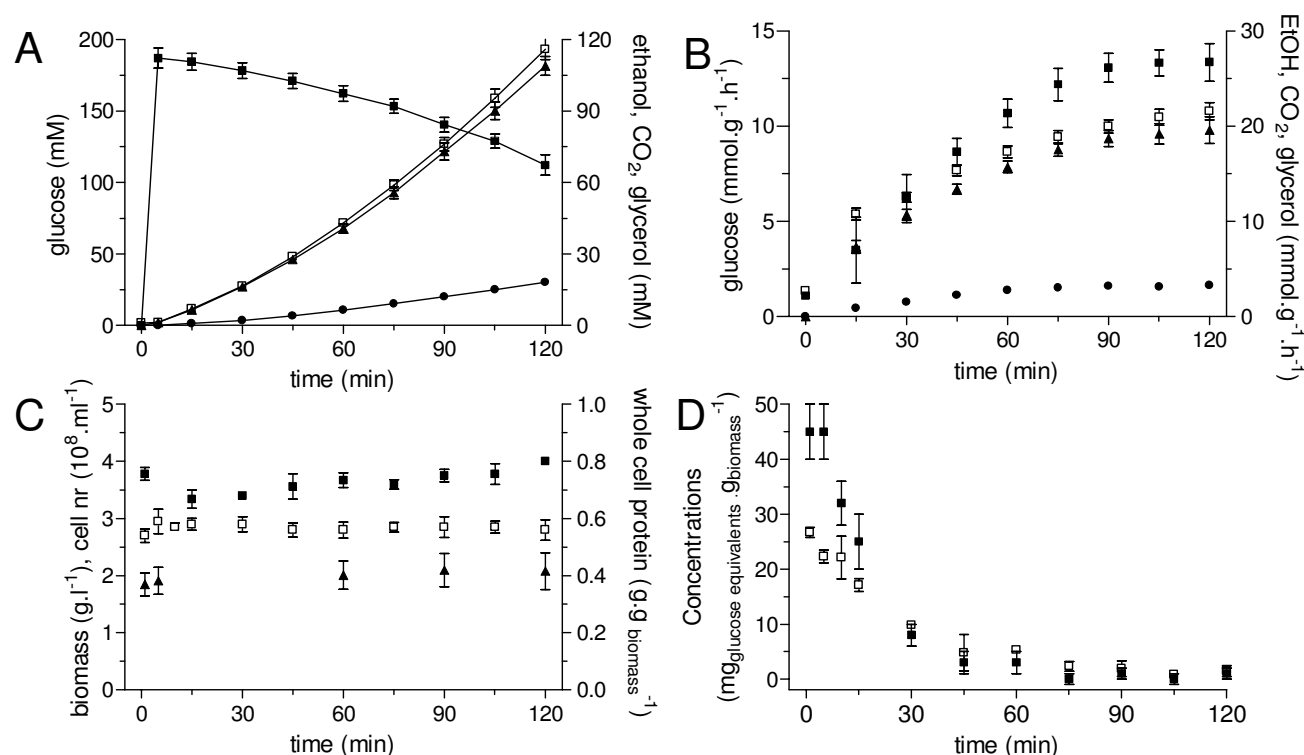 A
glucose (mM)
200
150
100
50
0
120
90
60
30
0
ethanol, CO₂, glycerol (mM)
0 30 60 90 120
time (min)
B
glucose (mmol.g⁻¹.h⁻¹)
15
10
5
0
30
20
10
0
EtOH, CO₂, glycerol (mmol.g⁻¹.h⁻¹)
0 30 60 90 120
time (min)
C
biomass (g.l⁻¹), cell nr (10⁸.ml⁻¹)
5
4
3
2
1
0
1.0
0.8
0.6
0.4
0.2
0.0
whole cell protein (g.g biomass⁻¹)
0 30 60 90 120
time (min)
D
Concentrations
(mg glucose equivalents . g biomass⁻¹)
50
40
30
20
10
0
0 30 60 90 120
time (min)